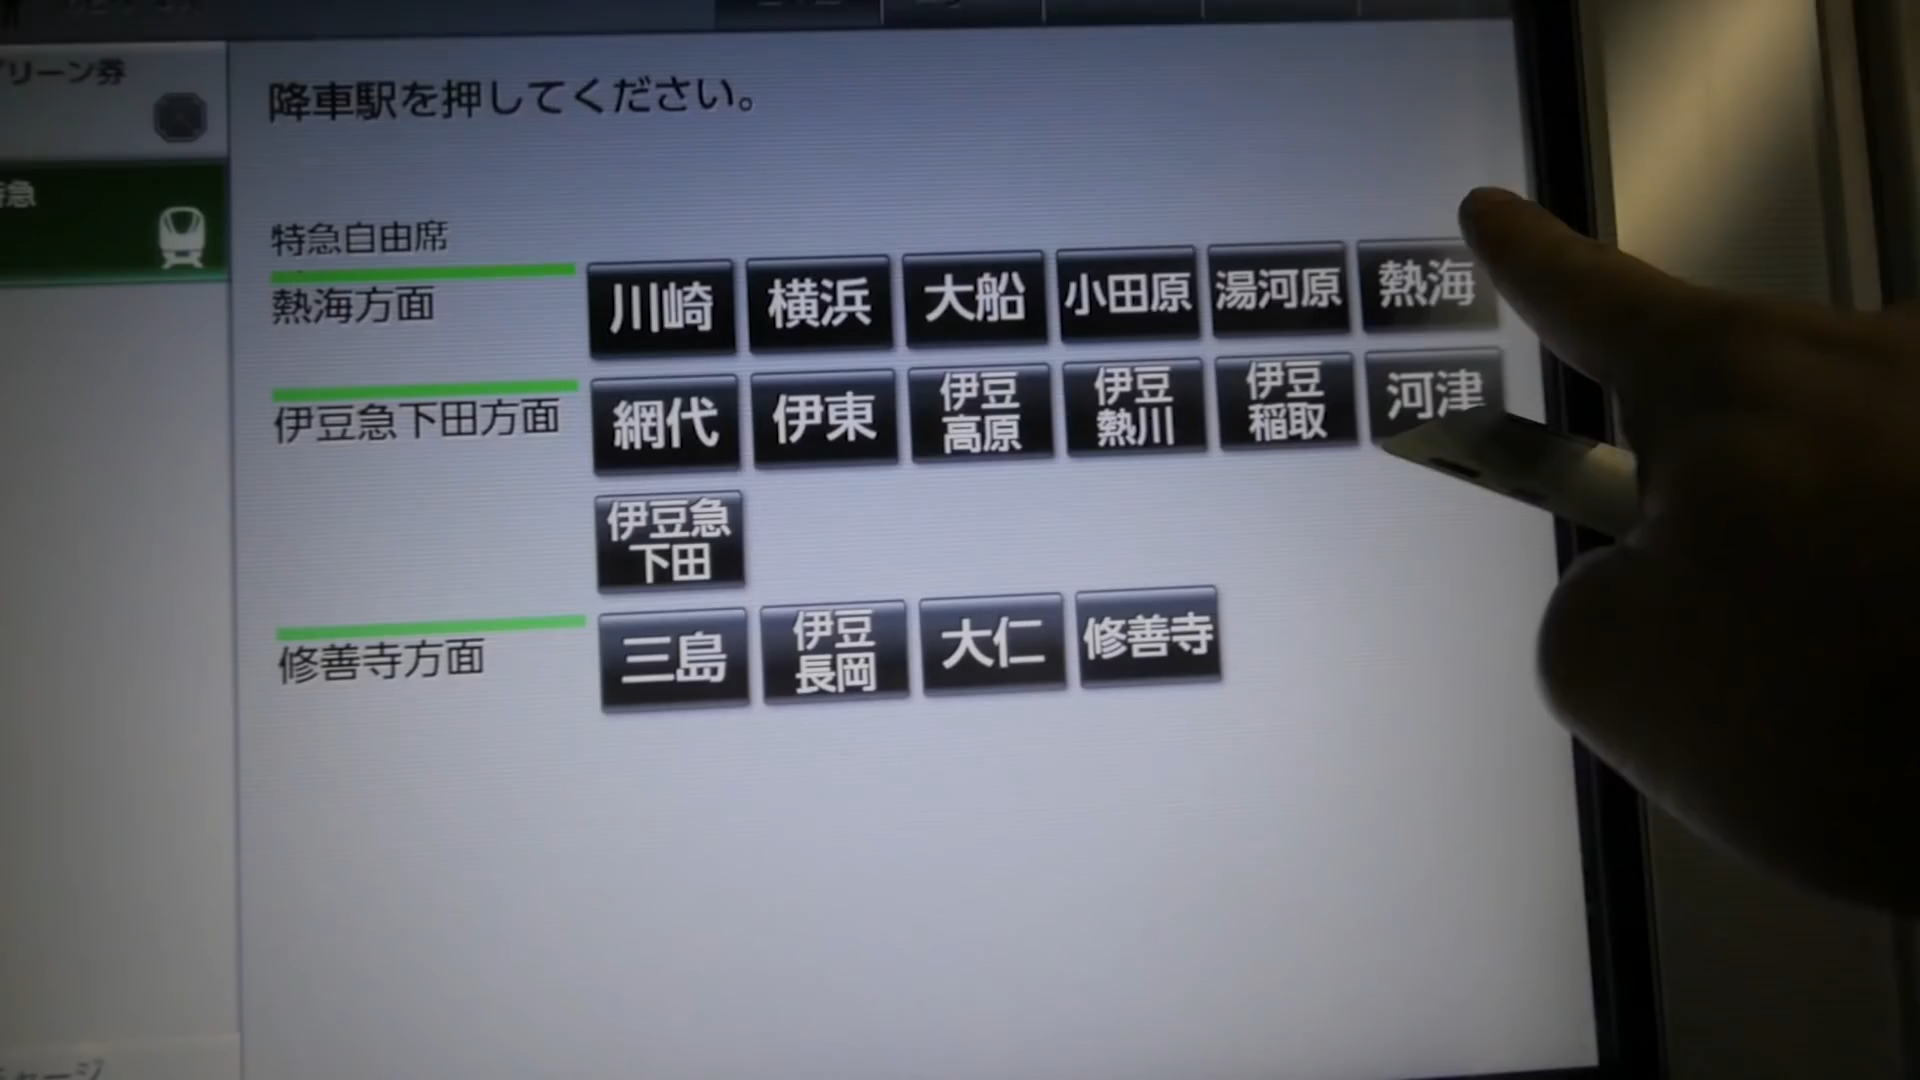 リーン券
降車駅を押してください。
特急
特急自由席
熱海方面
川崎 横浜 大船 小田原 湯河原 熱海
伊豆急下田方面
網代 伊東 伊豆高原 伊豆熱川 伊豆稲取 河津
伊豆急下田
修善寺方面
三島 伊豆長岡 大仁 修善寺
チャージ